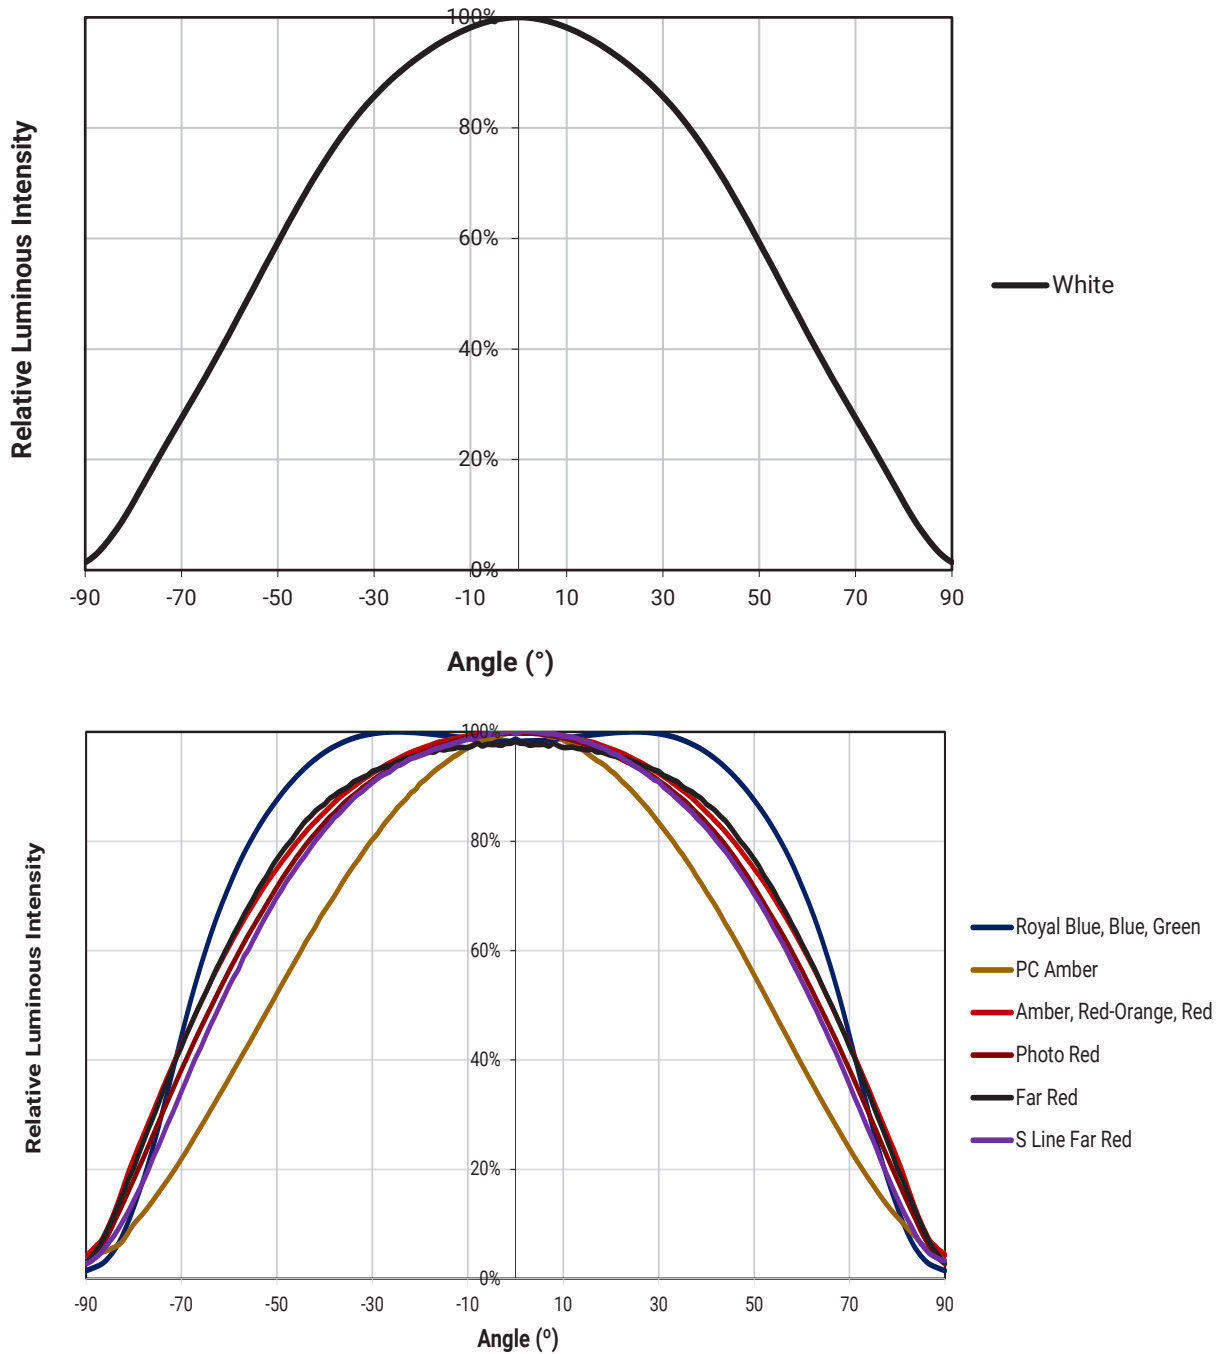 100%
80%
60%
40%
20%
0%
Relative Luminous Intensity
-90 -70 -50 -30 -10 10 30 50 70 90
Angle (°)
White
100%
80%
60%
40%
20%
0%
Relative Luminous Intensity
-90 -70 -50 -30 -10 10 30 50 70 90
Angle (º)
Royal Blue, Blue, Green
PC Amber
Amber, Red-Orange, Red
Photo Red
Far Red
S Line Far Red